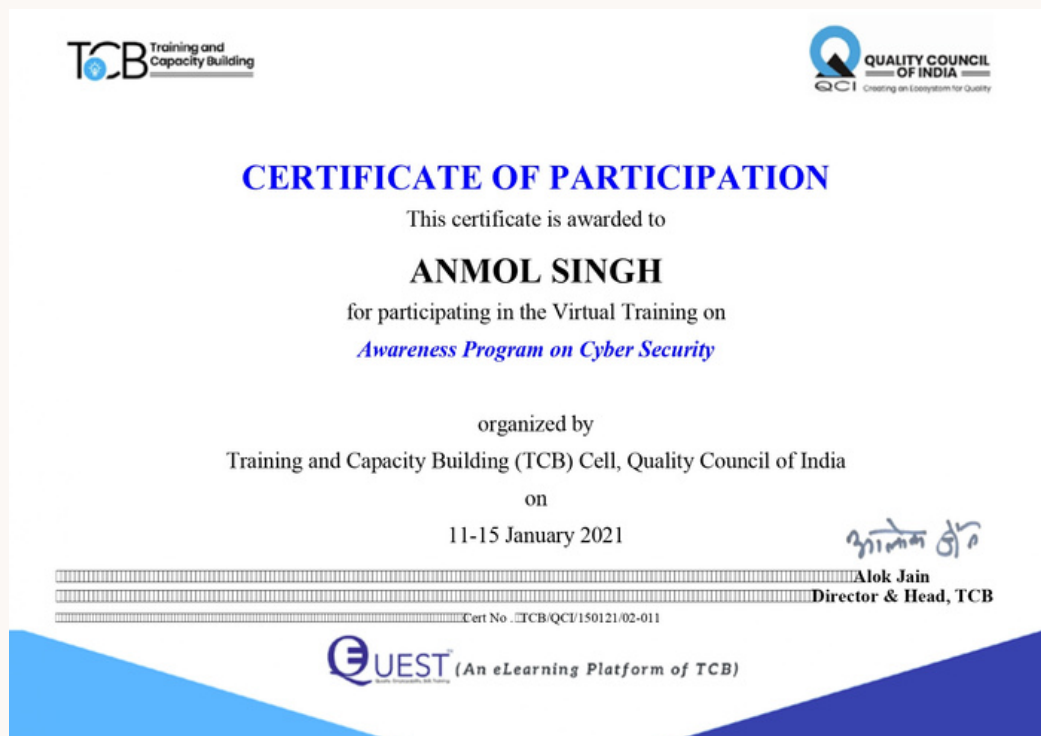 TCB Training and
Capacity Building
QCI QUALITY COUNCIL
OF INDIA
Creating an Ecosystem for Quality
CERTIFICATE OF PARTICIPATION
This certificate is awarded to
ANMOL SINGH
for participating in the Virtual Training on
Awareness Program on Cyber Security
organized by
Training and Capacity Building (TCB) Cell, Quality Council of India
on
11-15 January 2021
आलोक जैन
Alok Jain
Director & Head, TCB
Cert No . TCB/QCI/150121/02-011
QUEST (An eLearning Platform of TCB)